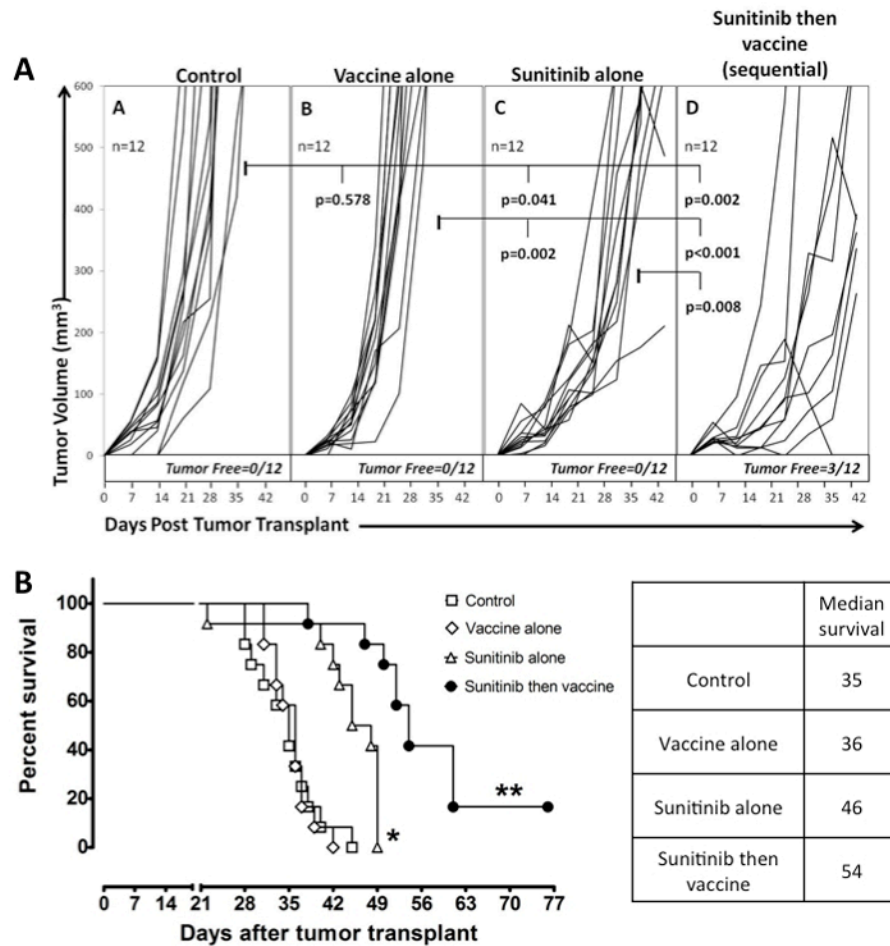 Sunitinib then
vaccine
(sequential)
A
Control
Vaccine alone
Sunitinib alone
600
500
400
300
200
100
0
Tumor Volume (mm³)
A
B
C
D
n=12
n=12
n=12
n=12
p=0.578
p=0.041
p=0.002
p=0.002
p<0.001
p=0.008
Tumor Free=0/12
Tumor Free=0/12
Tumor Free=0/12
Tumor Free=3/12
0 7 14 21 28 35 42
0 7 14 21 28 35 42
0 7 14 21 28 35 42
0 7 14 21 28 35 42
Days Post Tumor Transplant
B
100
80
60
40
20
0
Percent survival
Control
Vaccine alone
Sunitinib alone
Sunitinib then vaccine
*
**
0 7 14 21 28 35 42 49 56 63 70 77
Days after tumor transplant
Median
survival
Control 35
Vaccine alone 36
Sunitinib alone 46
Sunitinib then
vaccine 54